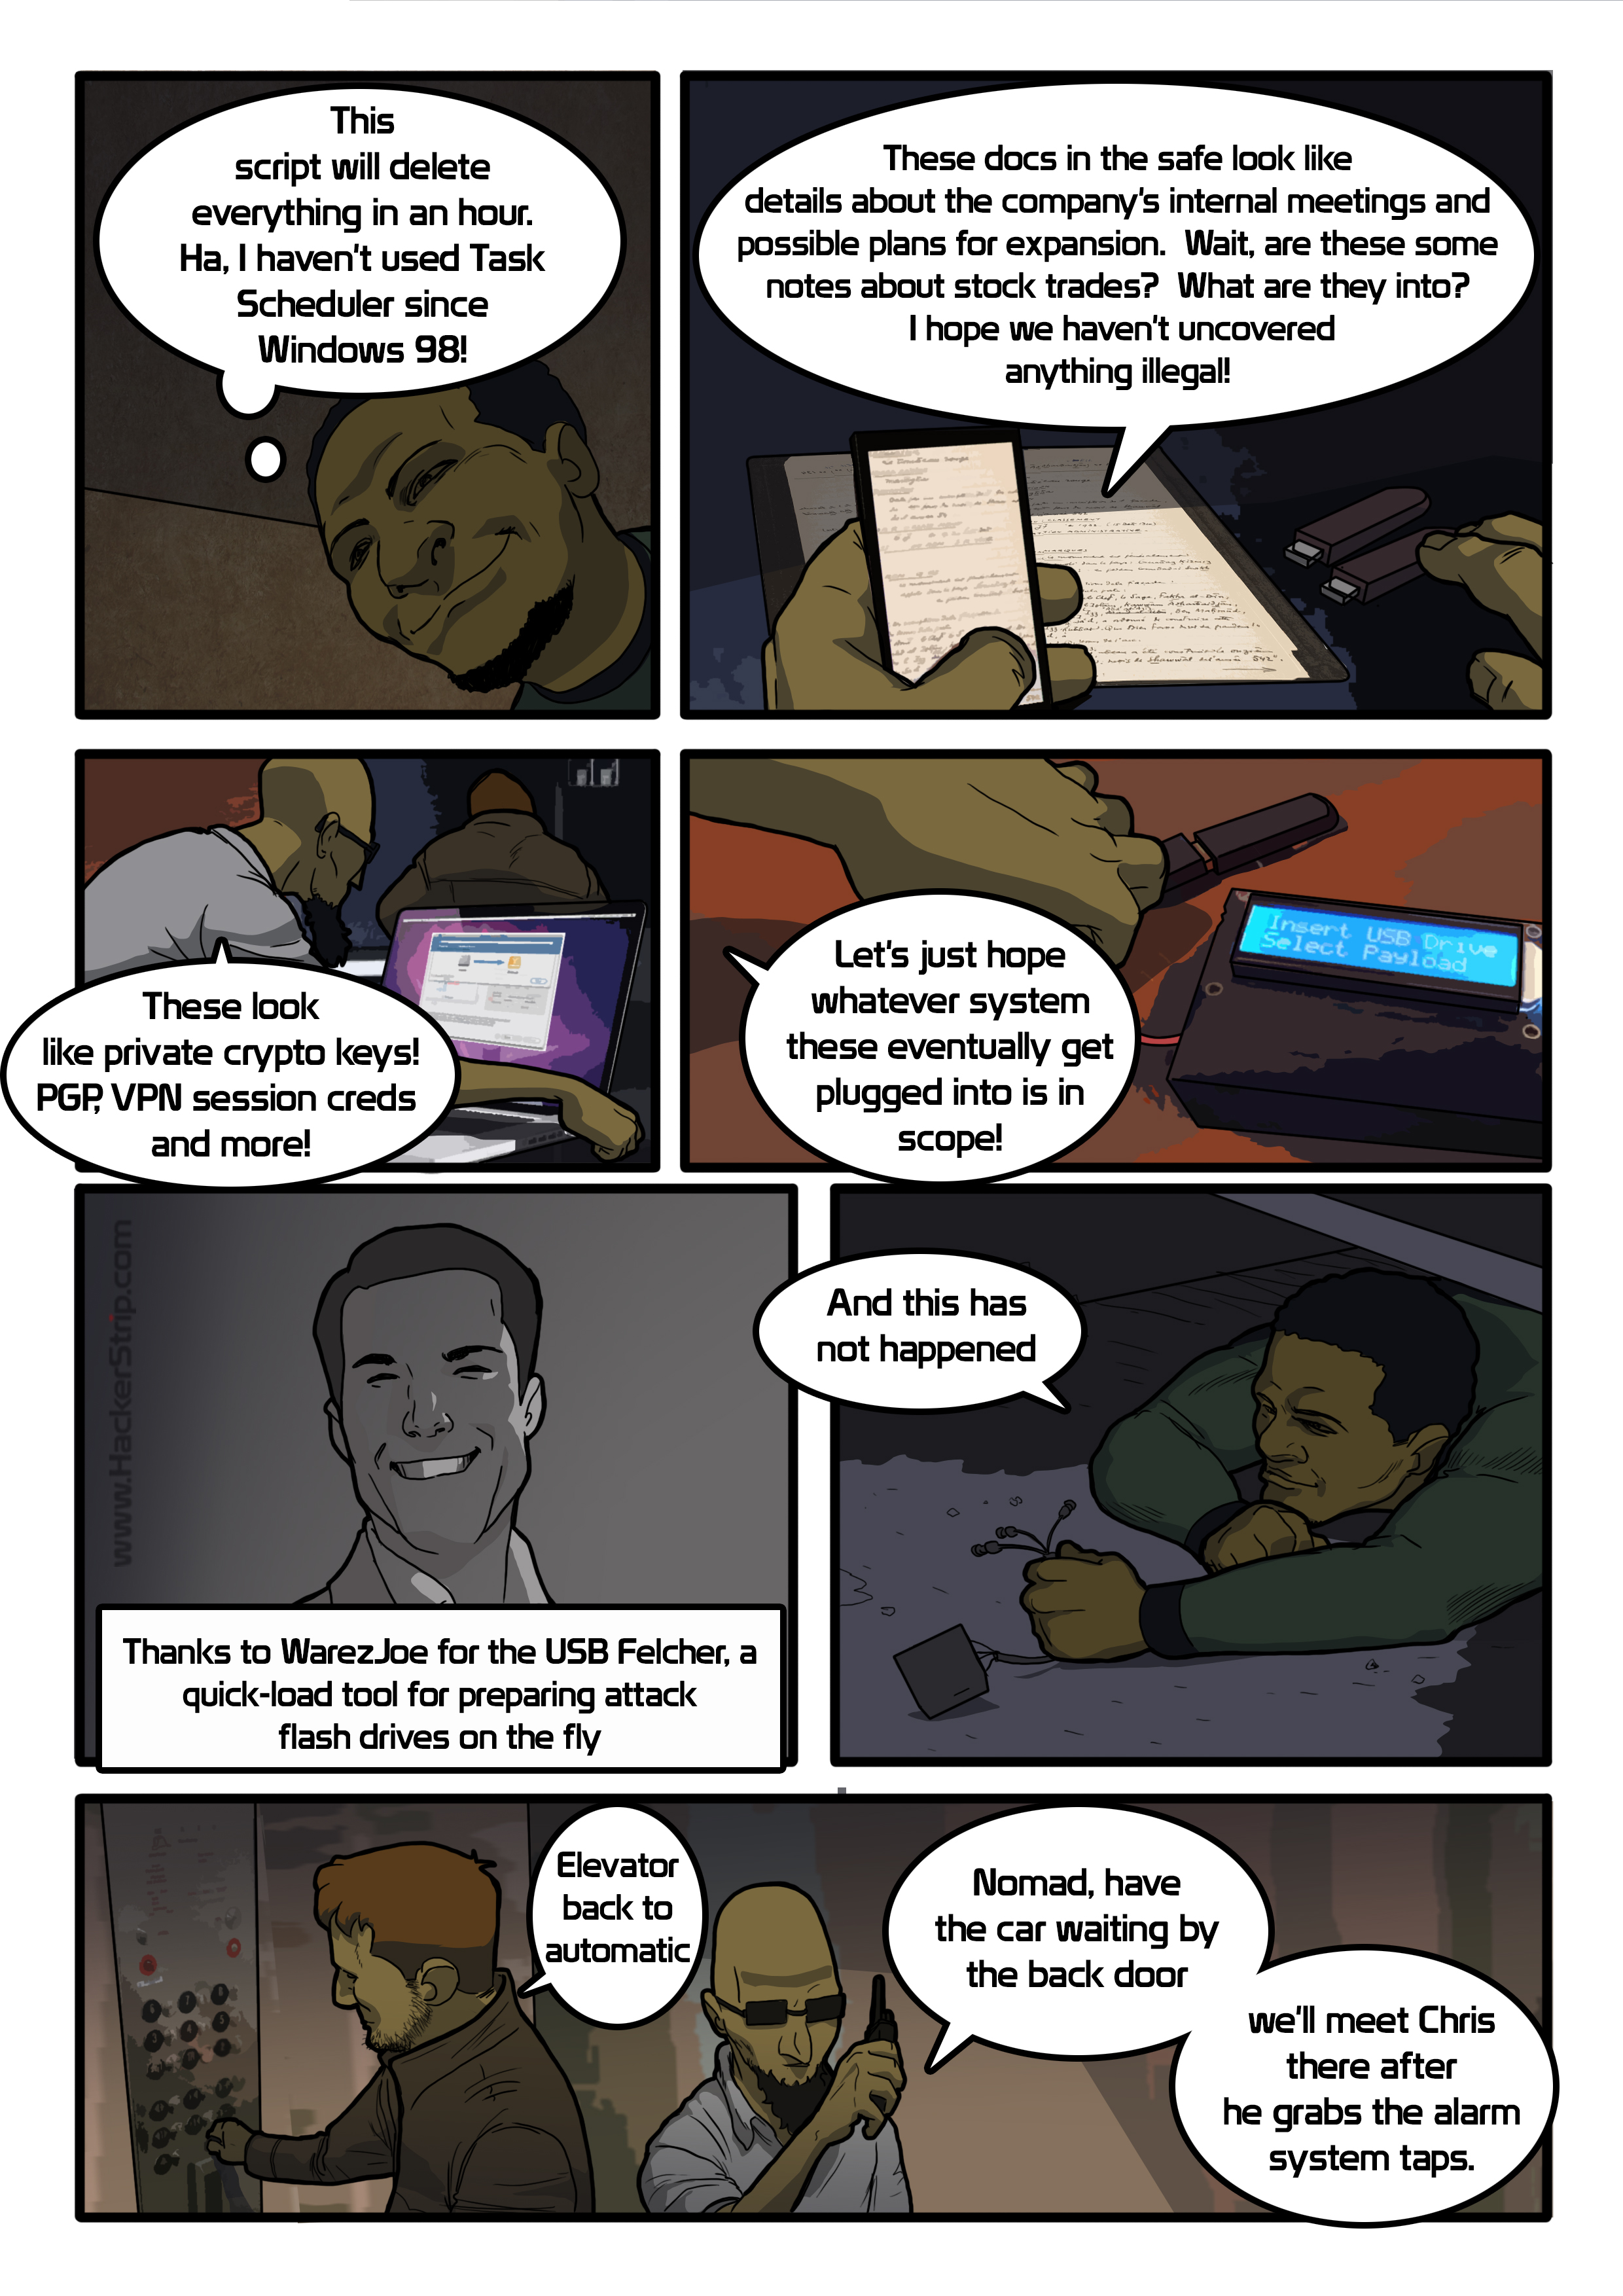 This
script will delete
everything in an hour.
Ha, I haven't used Task
Scheduler since
Windows 98!
These docs in the safe look like
details about the company's internal meetings and
possible plans for expansion. Wait, are these some
notes about stock trades? What are they into?
I hope we haven't uncovered
anything illegal!
These look
like private crypto keys!
PGP, VPN session creds
and more!
Let's just hope
whatever system
these eventually get
plugged into is in
scope!
Insert USB Drive
Select Payload
www.HackerStrip.com
Thanks to WarezJoe for the USB Felcher, a
quick-load tool for preparing attack
flash drives on the fly
And this has
not happened
Elevator
back to
automatic
Nomad, have
the car waiting by
the back door
we'll meet Chris
there after
he grabs the alarm
system taps.